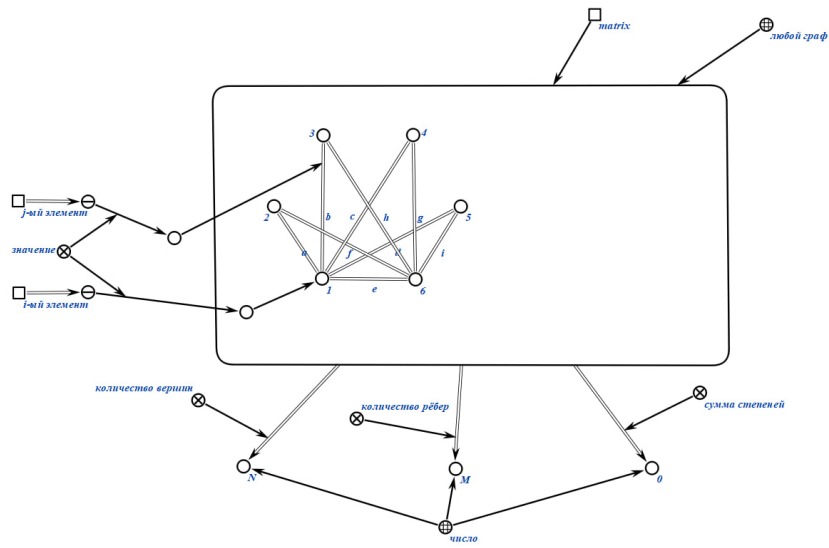 matrix
любой граф
3
4
j-ый элемент
2
b
c
h
g
5
значение
a
f
d
i
i-ый элемент
1
e
6
количество вершин
количество рёбер
сумма степеней
N
M
0
число